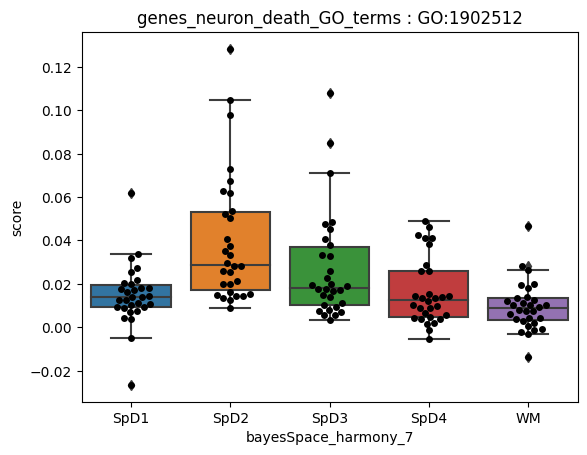 genes_neuron_death_GO_terms : GO:1902512
0.12
0.10
0.08
0.06
0.04
0.02
0.00
−0.02
score
SpD1 SpD2 SpD3 SpD4 WM
bayesSpace_harmony_7